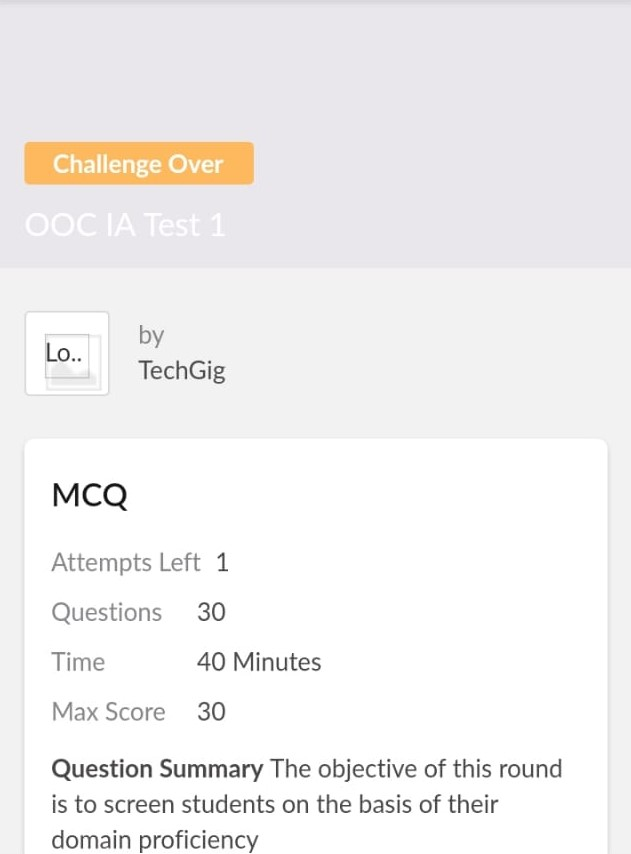 Challenge Over
OOC IA Test 1
Lo..
by
TechGig
MCQ
Attempts Left 1
Questions 30
Time 40 Minutes
Max Score 30
Question Summary The objective of this round
is to screen students on the basis of their
domain proficiency